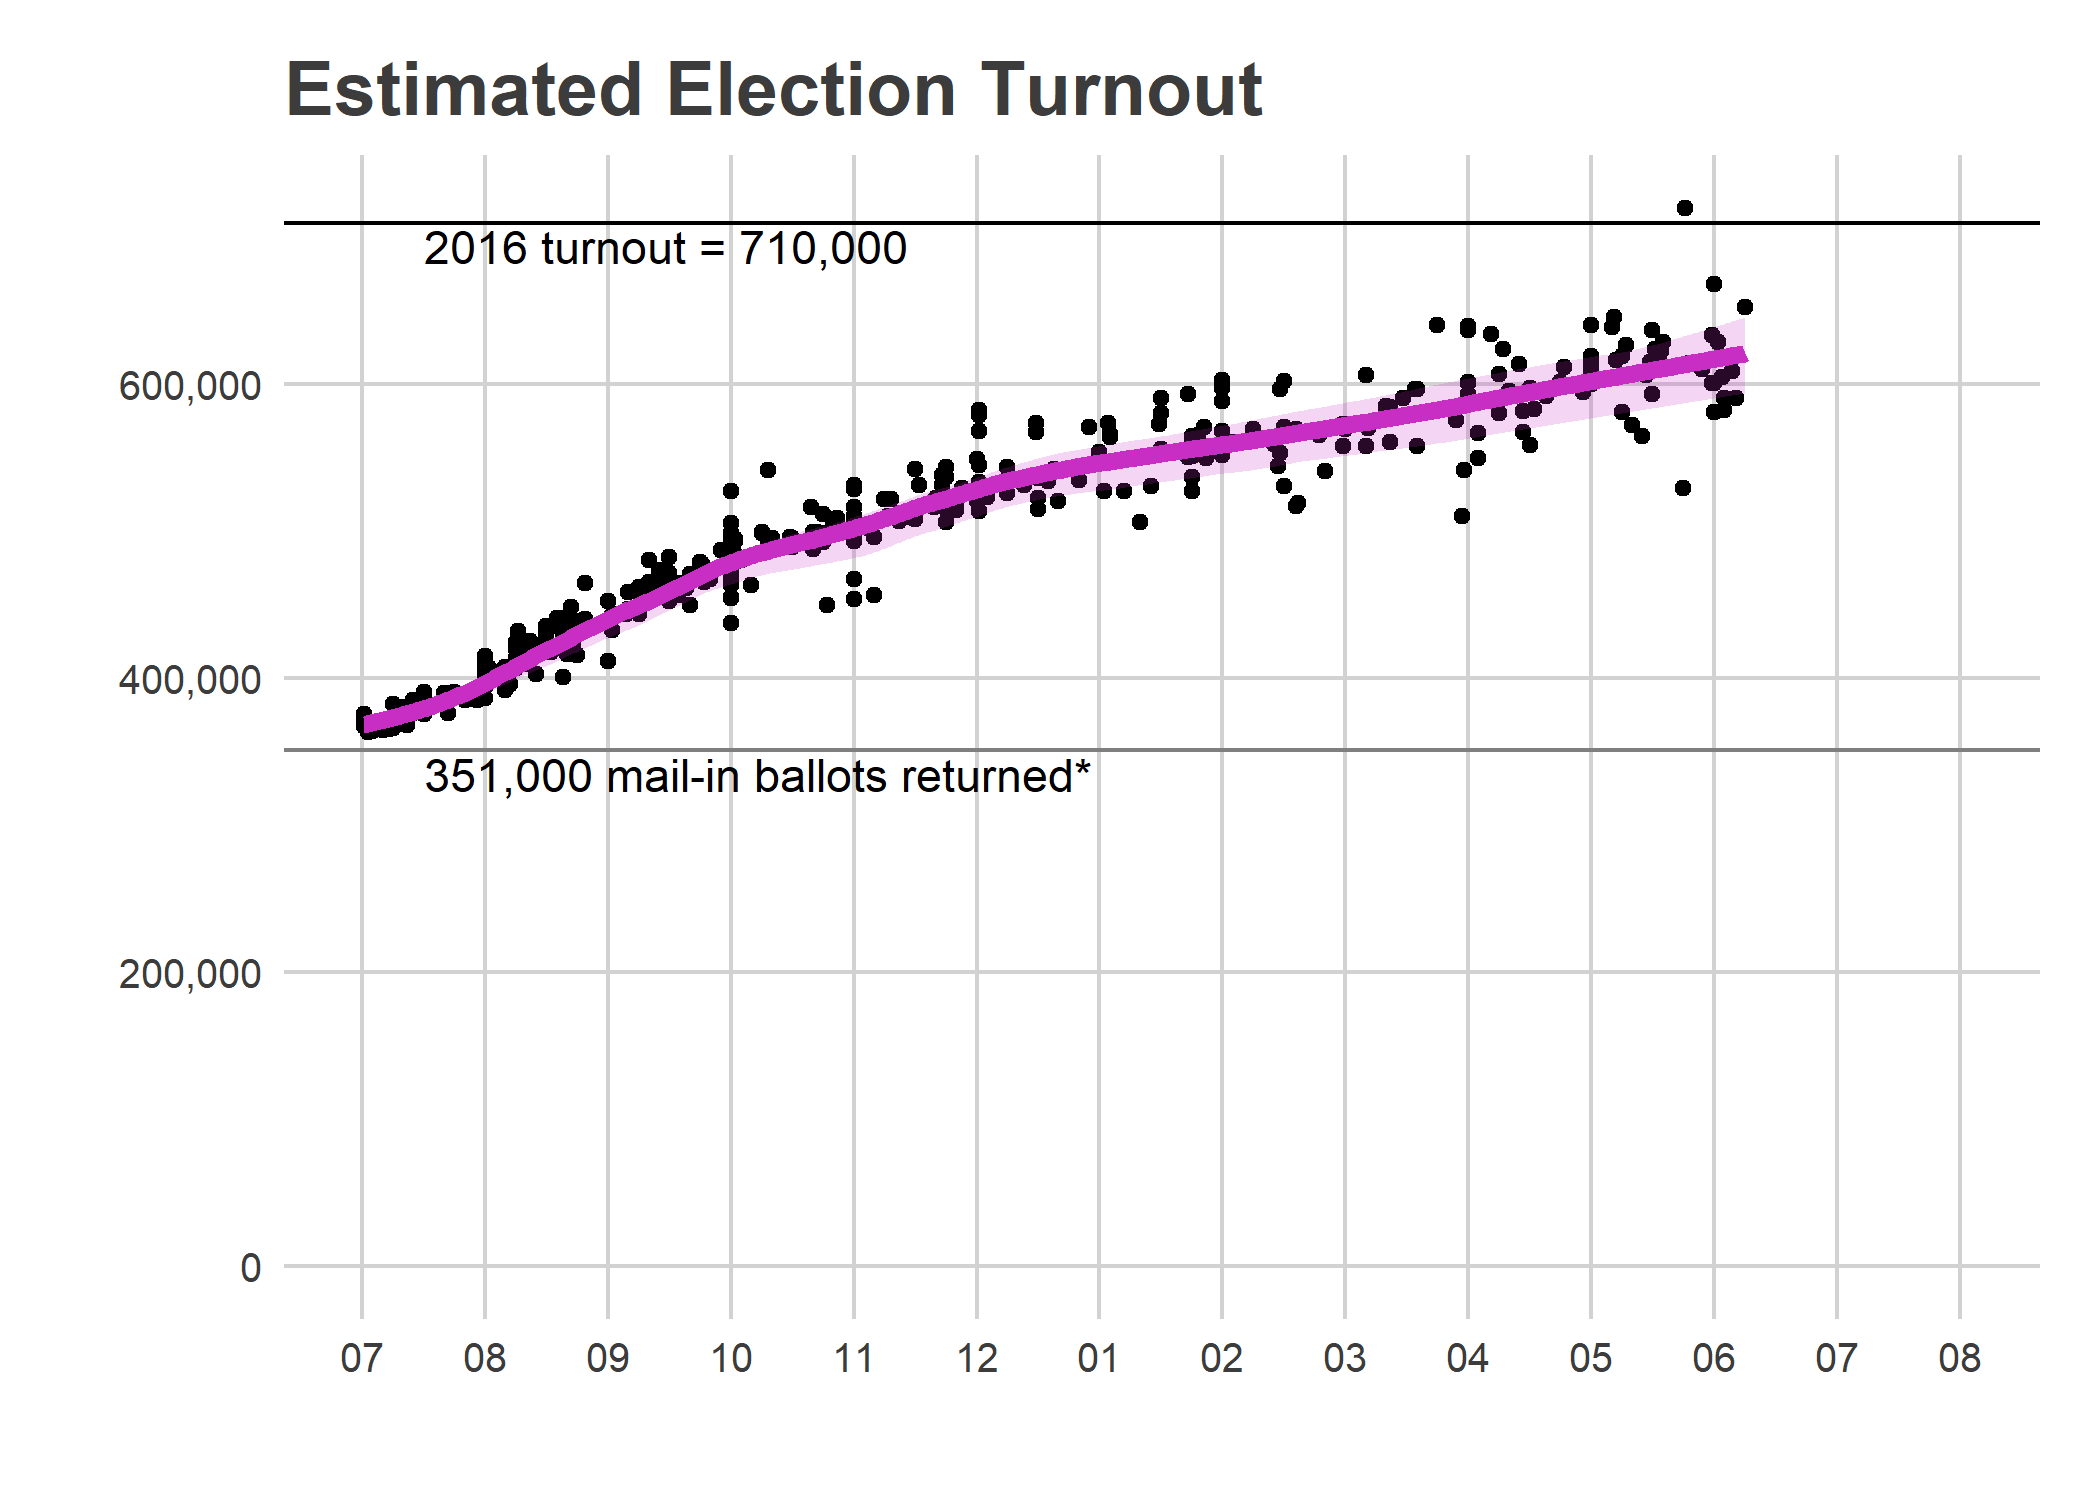 Estimated Election Turnout
2016 turnout = 710,000
600,000
400,000
351,000 mail-in ballots returned*
200,000
0
07 08 09 10 11 12 01 02 03 04 05 06 07 08